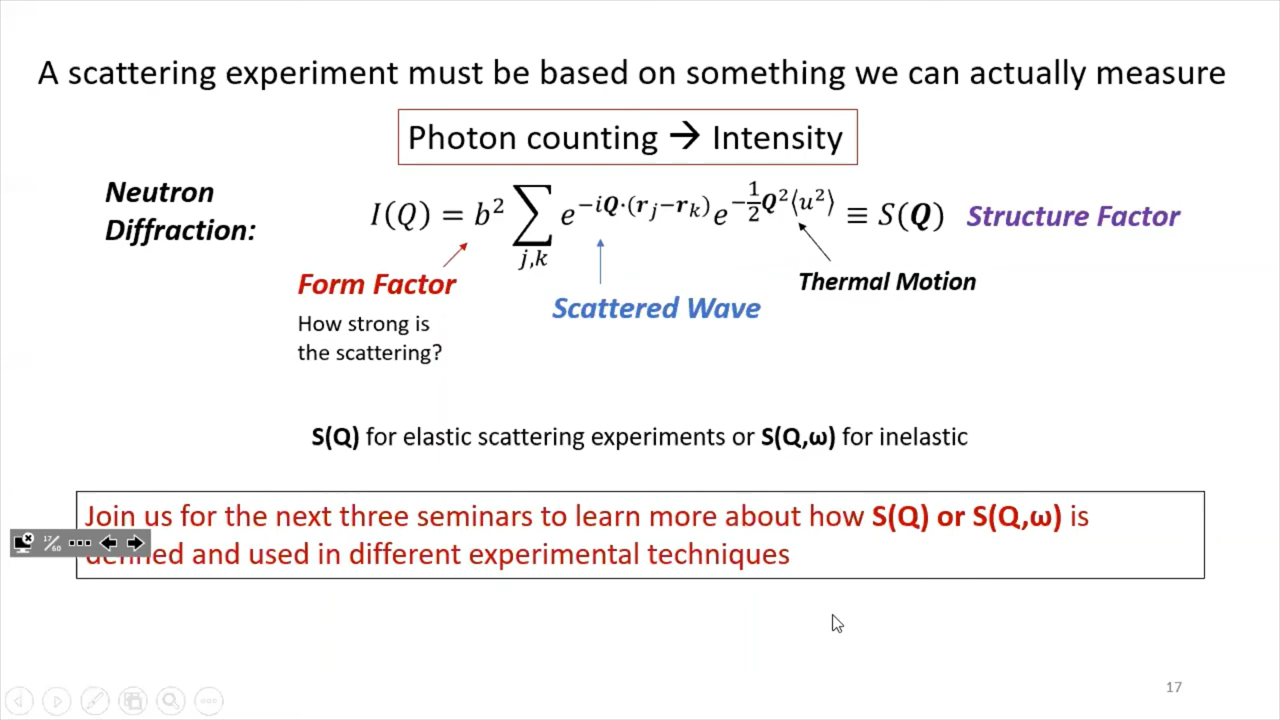 A scattering experiment must be based on something we can actually measure
Photon counting → Intensity
Neutron
Diffraction:
I(Q) = b² ∑_{j,k} e^{−iQ·(r_j−r_k)} e^{−½Q²⟨u²⟩} ≡ S(Q) Structure Factor
Form Factor
How strong is
the scattering?
Scattered Wave
Thermal Motion
S(Q) for elastic scattering experiments or S(Q,ω) for inelastic
Join us for the next three seminars to learn more about how S(Q) or S(Q,ω) is
defined and used in different experimental techniques
17/60
17